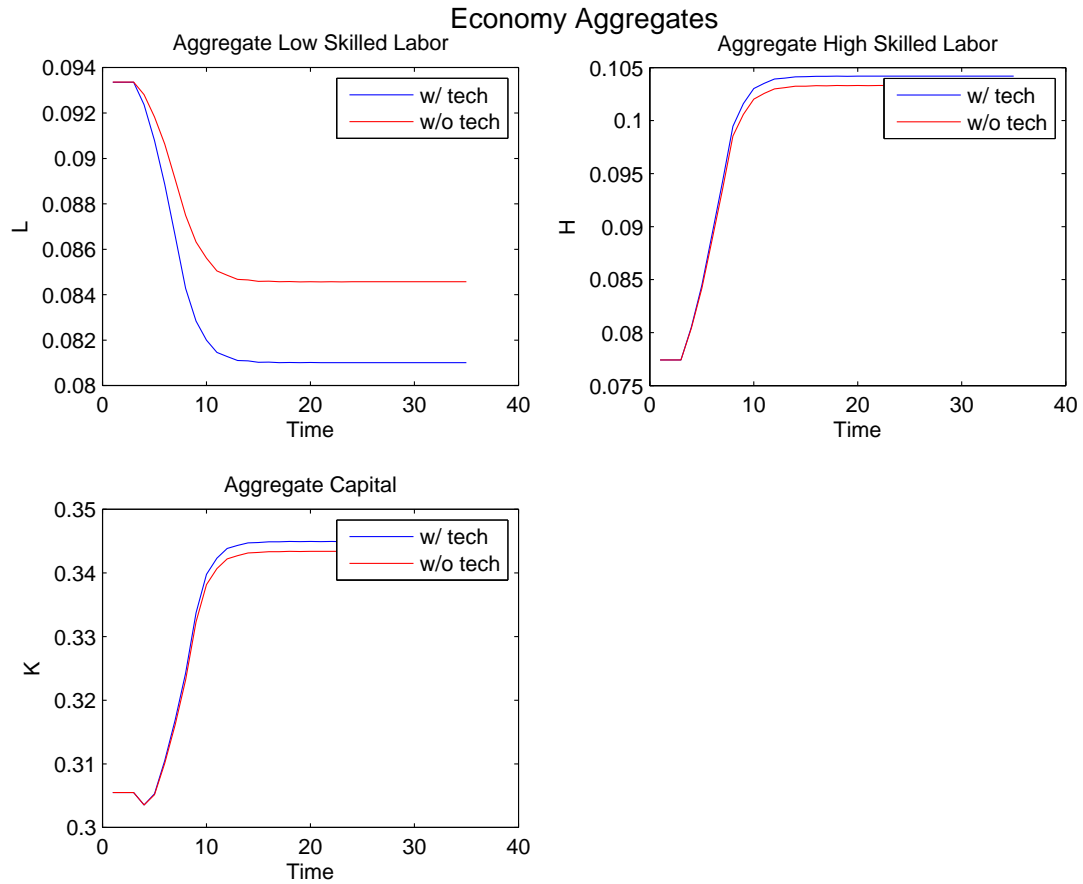 Economy Aggregates
Aggregate Low Skilled Labor
0.094
0.092
0.09
0.088
0.086
0.084
0.082
0.08
L
0
10
20
30
40
Time
w/ tech
w/o tech
Aggregate High Skilled Labor
0.105
0.1
0.095
0.09
0.085
0.08
0.075
H
0
10
20
30
40
Time
w/ tech
w/o tech
Aggregate Capital
0.35
0.34
0.33
0.32
0.31
0.3
K
0
10
20
30
40
Time
w/ tech
w/o tech